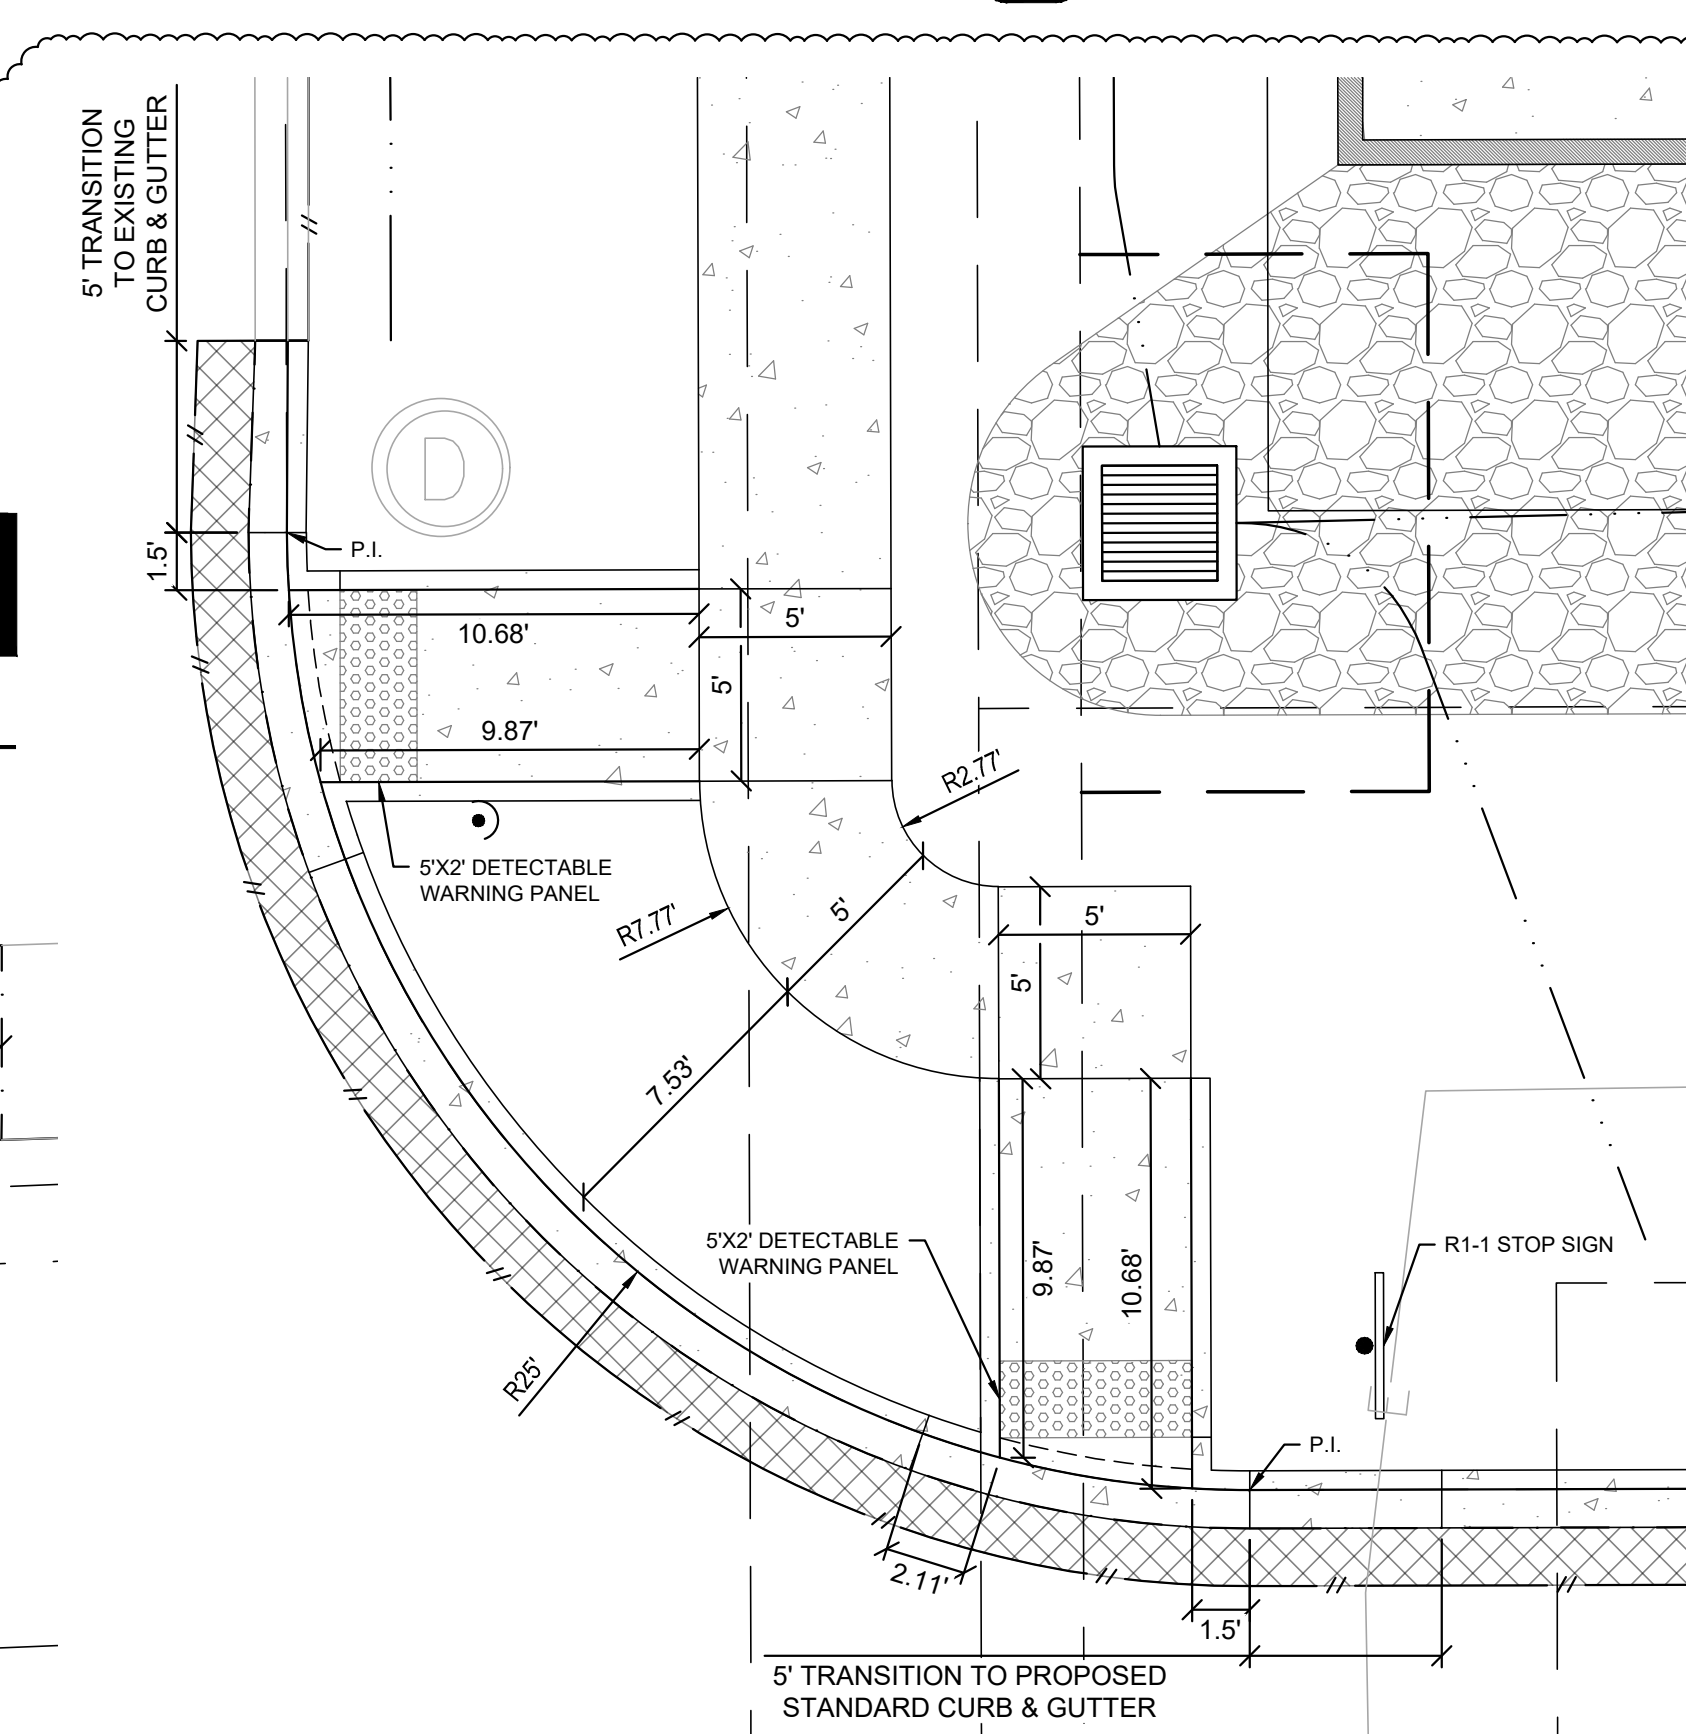 5' TRANSITION
TO EXISTING
CURB & GUTTER
1.5'
P.I.
D
10.68'
5'
5'
9.87'
R2.77'
5'X2' DETECTABLE
WARNING PANEL
R7.77'
5'
5'
5'
7.53'
5'X2' DETECTABLE
WARNING PANEL
9.87'
10.68'
R1-1 STOP SIGN
R25'
P.I.
2.11'
1.5'
5' TRANSITION TO PROPOSED
STANDARD CURB & GUTTER